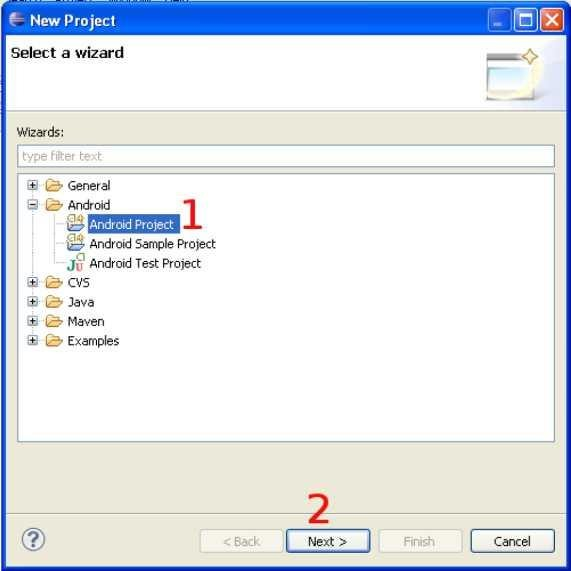 New Project
Select a wizard
Wizards:
type filter text
General
Android
Android Project 1
Android Sample Project
Ju Android Test Project
CVS
Java
Maven
Examples
2
? < Back Next > Finish Cancel